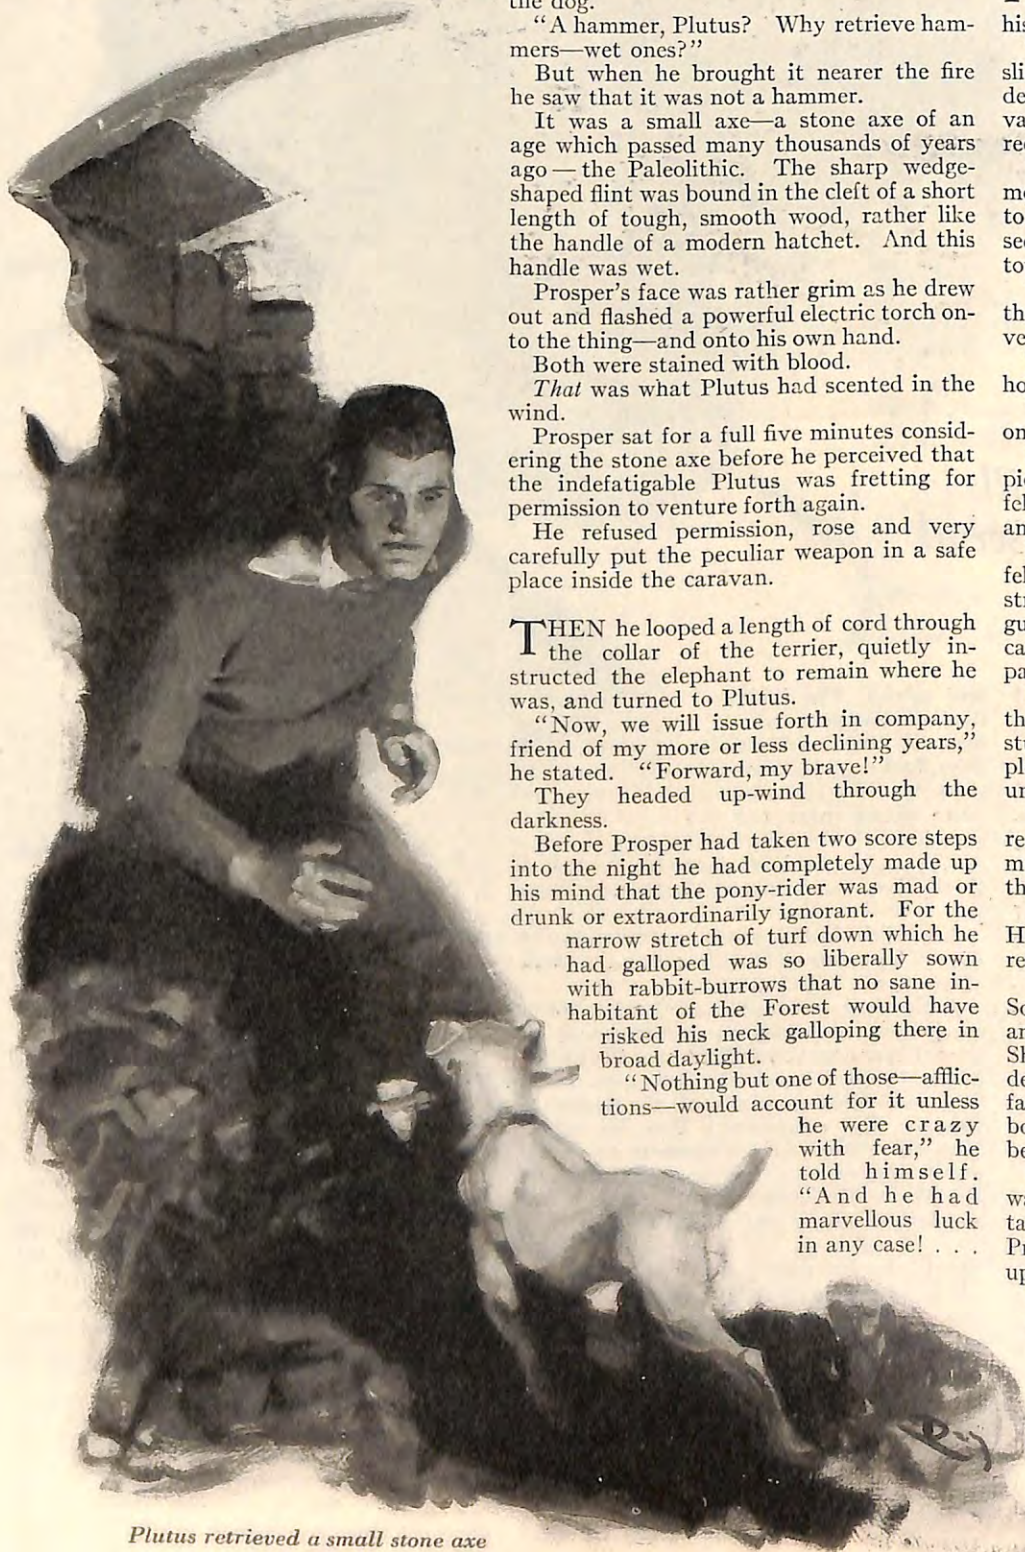 the dog.
“A hammer, Plutus? Why retrieve ham-
mers—wet ones?”
But when he brought it nearer the fire
he saw that it was not a hammer.
It was a small axe—a stone axe of an
age which passed many thousands of years
ago — the Paleolithic. The sharp wedge-
shaped flint was bound in the cleft of a short
length of tough, smooth wood, rather like
the handle of a modern hatchet. And this
handle was wet.
Prosper’s face was rather grim as he drew
out and flashed a powerful electric torch on-
to the thing—and onto his own hand.
Both were stained with blood.
That was what Plutus had scented in the
wind.
Prosper sat for a full five minutes consid-
ering the stone axe before he perceived that
the indefatigable Plutus was fretting for
permission to venture forth again.
He refused permission, rose and very
carefully put the peculiar weapon in a safe
place inside the caravan.
THEN he looped a length of cord through
the collar of the terrier, quietly in-
structed the elephant to remain where he
was, and turned to Plutus.
“Now, we will issue forth in company,
friend of my more or less declining years,”
he stated. “Forward, my brave!”
They headed up-wind through the
darkness.
Before Prosper had taken two score steps
into the night he had completely made up
his mind that the pony-rider was mad or
drunk or extraordinarily ignorant. For the
narrow stretch of turf down which he
had galloped was so liberally sown
with rabbit-burrows that no sane in-
habitant of the Forest would have
risked his neck galloping there in
broad daylight.
“Nothing but one of those—afflic-
tions—would account for it unless
he were crazy
with fear,” he
told himself.
“And he had
marvellous luck
in any case! . . .
Plutus retrieved a small stone axe